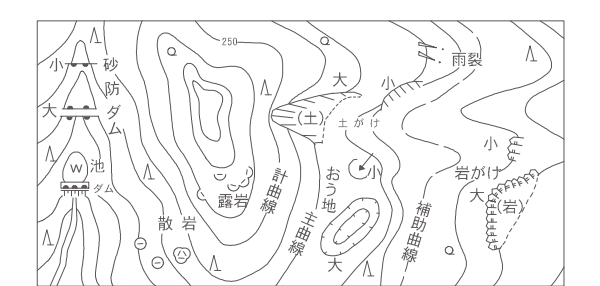 250
小 砂防ダム
大
雨裂
大
小
(土)
土がけ
小
岩がけ
大
(岩)
W
池
ダム
計曲線
おう地
小
大
露岩
散岩
主曲線
補助曲線